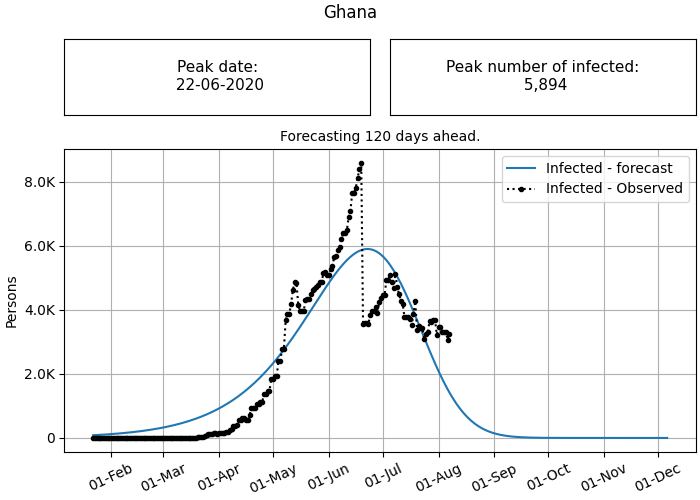 Ghana
Peak date:
22-06-2020
Peak number of infected:
5,894
Forecasting 120 days ahead.
Infected - forecast
Infected - Observed
8.0K
6.0K
4.0K
2.0K
0
Persons
01-Feb
01-Mar
01-Apr
01-May
01-Jun
01-Jul
01-Aug
01-Sep
01-Oct
01-Nov
01-Dec